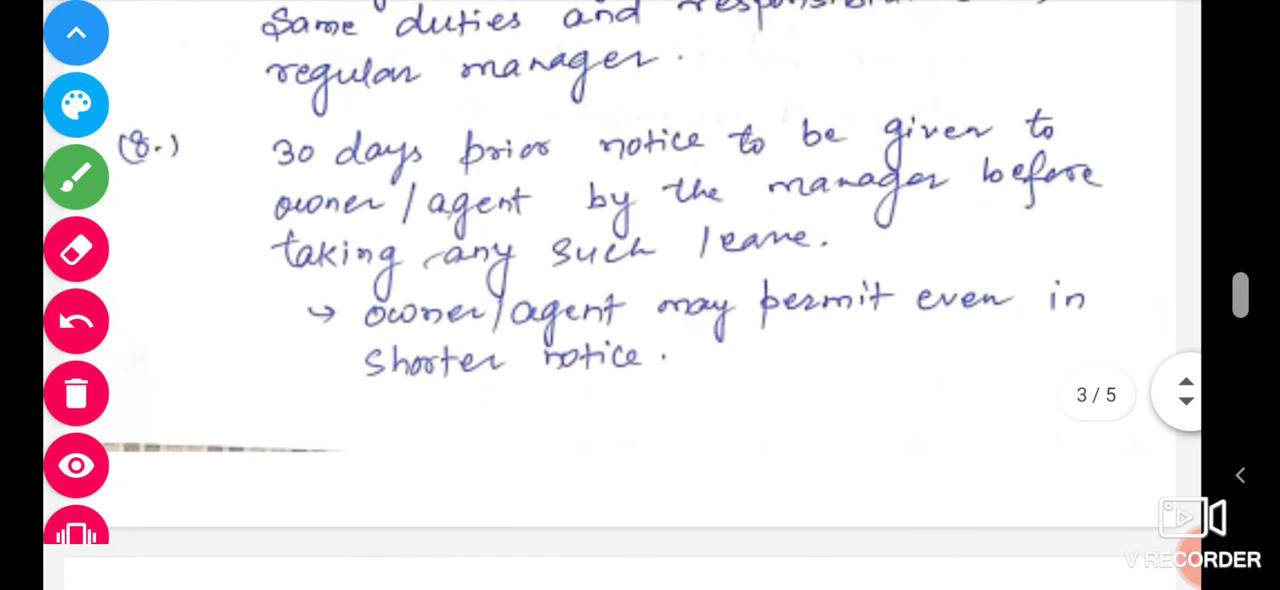 Same duties and
regular manager.
(8.) 30 days prior notice to be given to
owner/agent by the manager before
taking any such leave.
→ owner/agent may permit even in
shorter notice.
3 / 5
V RECORDER